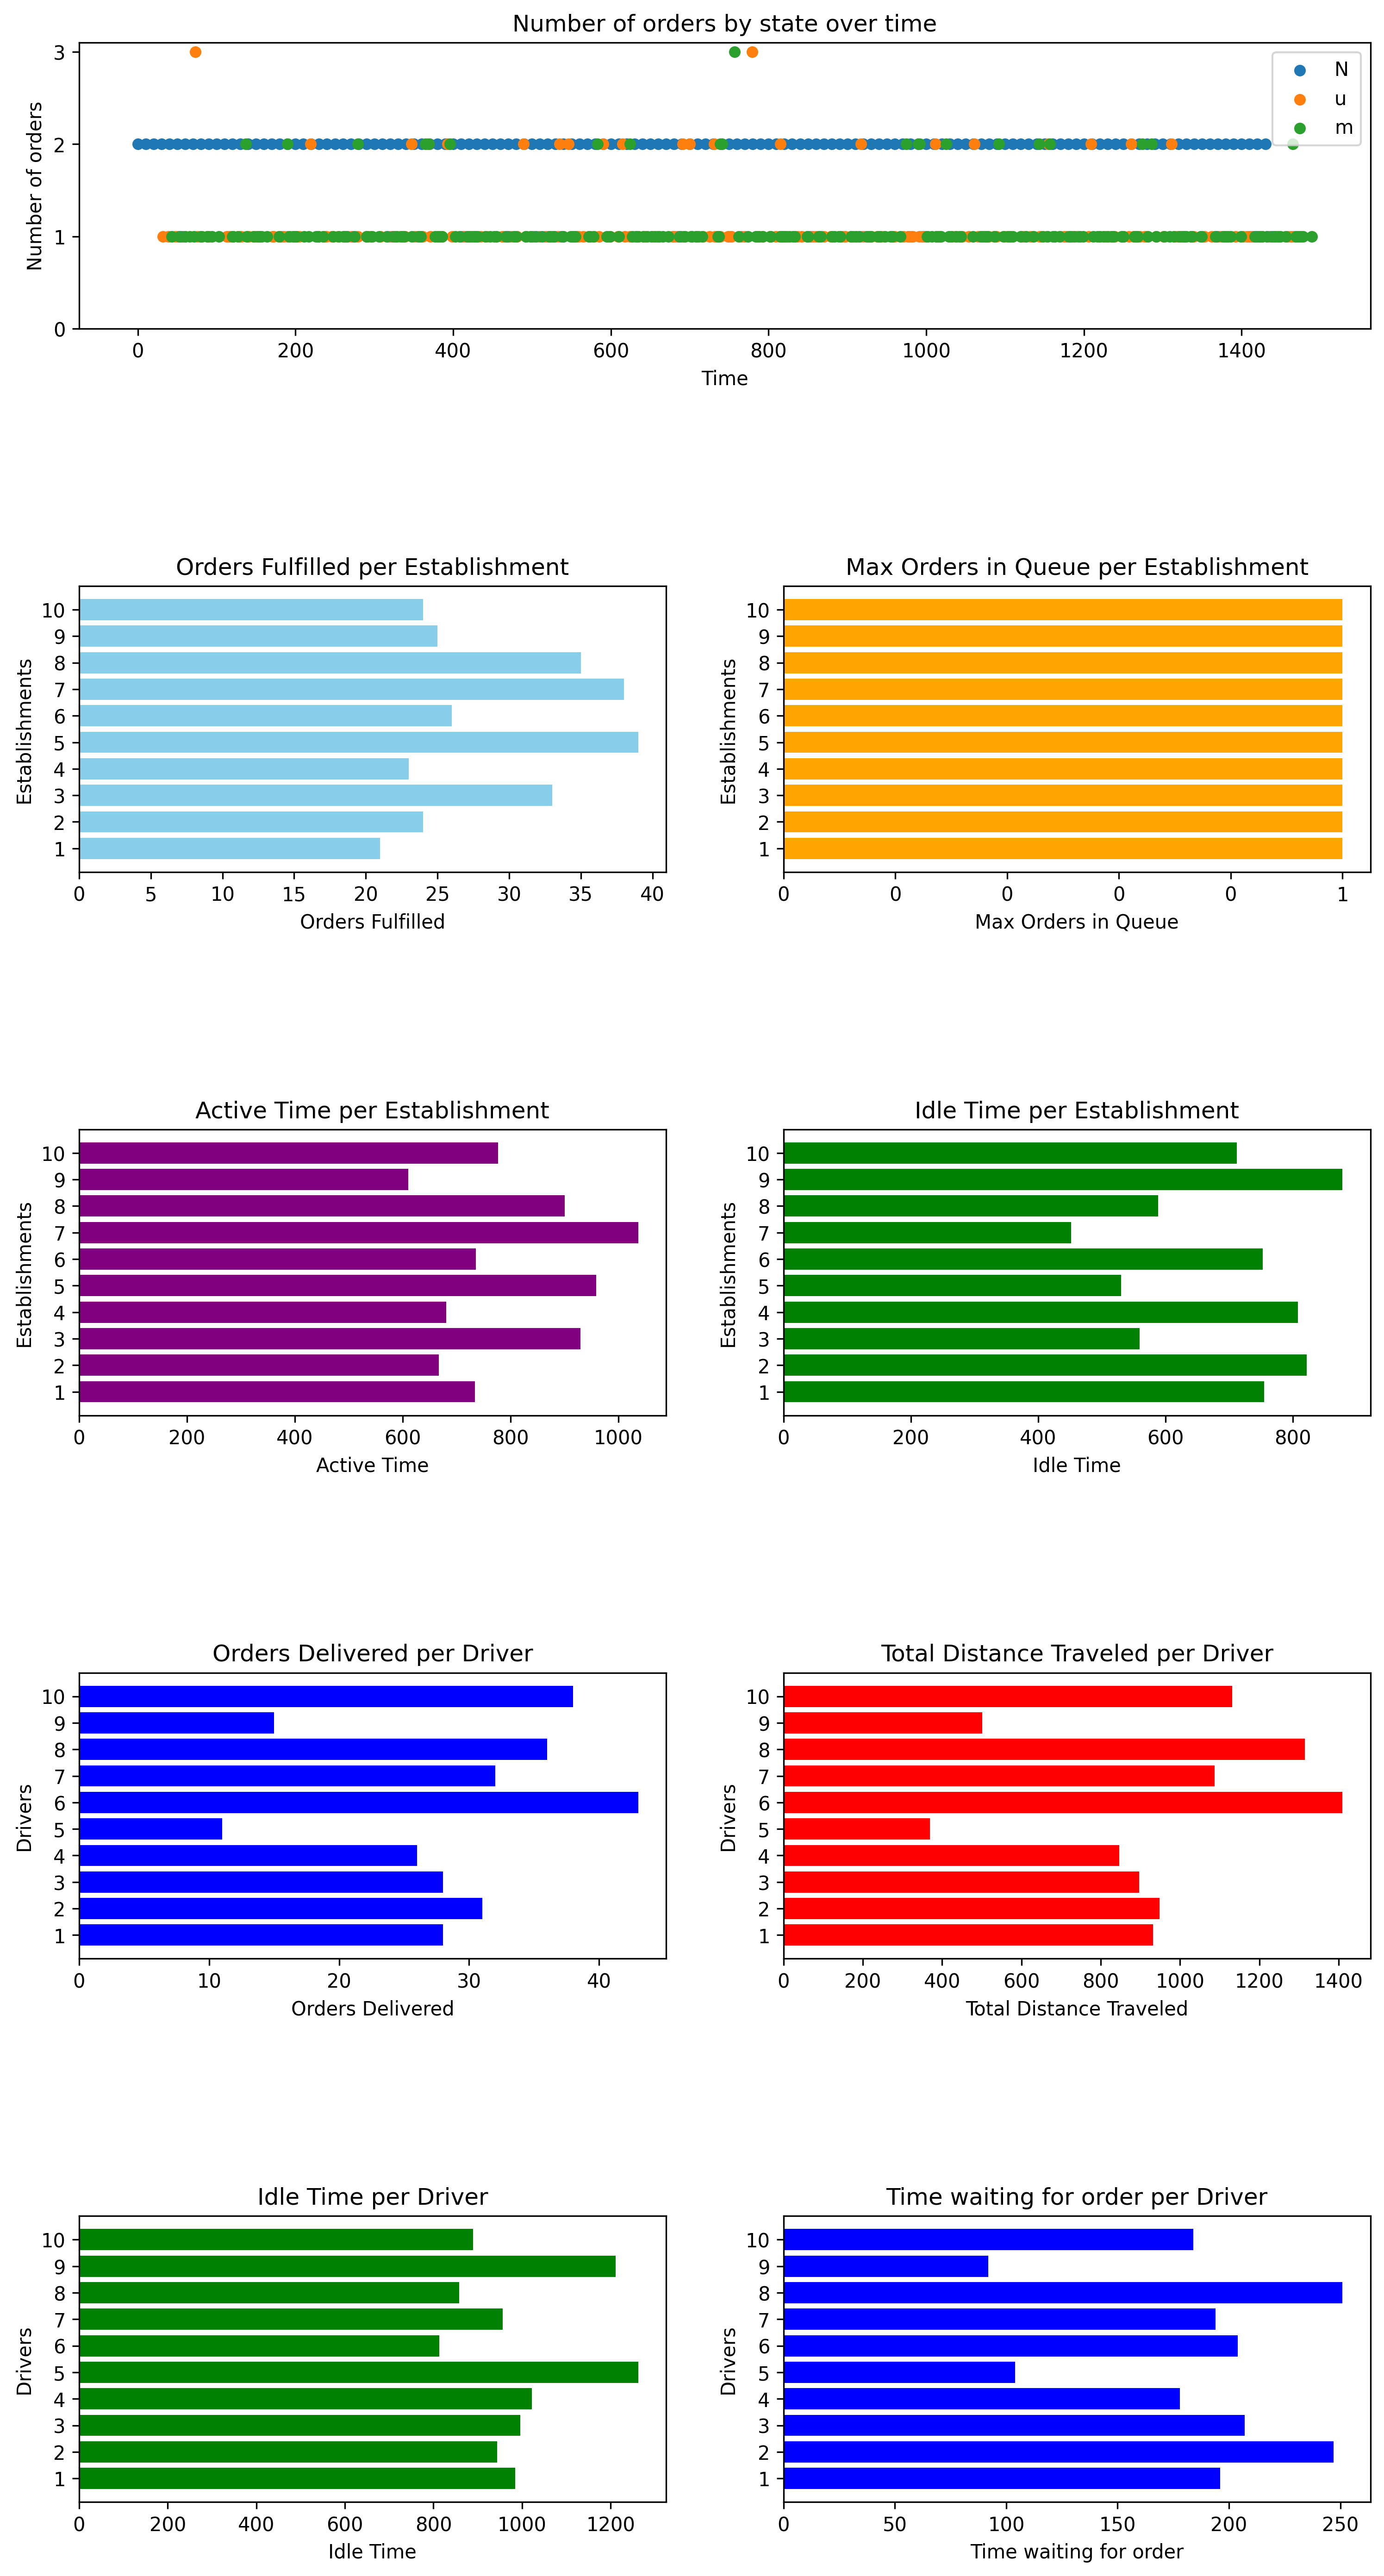 Number of orders by state over time
3
2
1
0
Number of orders
N
u
m
0 200 400 600 800 1000 1200 1400
Time
Orders Fulfilled per Establishment
10
9
8
7
6
5
4
3
2
1
Establishments
0 5 10 15 20 25 30 35 40
Orders Fulfilled
Max Orders in Queue per Establishment
10
9
8
7
6
5
4
3
2
1
Establishments
0 0 0 0 0 1
Max Orders in Queue
Active Time per Establishment
10
9
8
7
6
5
4
3
2
1
Establishments
0 200 400 600 800 1000
Active Time
Idle Time per Establishment
10
9
8
7
6
5
4
3
2
1
Establishments
0 200 400 600 800
Idle Time
Orders Delivered per Driver
10
9
8
7
6
5
4
3
2
1
Drivers
0 10 20 30 40
Orders Delivered
Total Distance Traveled per Driver
10
9
8
7
6
5
4
3
2
1
Drivers
0 200 400 600 800 1000 1200 1400
Total Distance Traveled
Idle Time per Driver
10
9
8
7
6
5
4
3
2
1
Drivers
0 200 400 600 800 1000 1200
Idle Time
Time waiting for order per Driver
10
9
8
7
6
5
4
3
2
1
Drivers
0 50 100 150 200 250
Time waiting for order